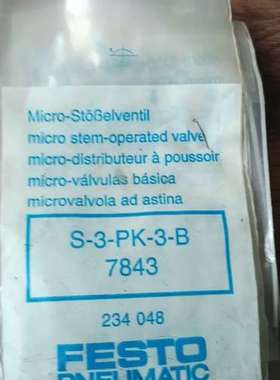 Micro-Stößelventil
micro stem-operated valve
micro-distributeur à poussoir
micro-válvulas básica
microvalvola ad astina
S-3-PK-3-B
7843
234 048
FESTO
PNEUMATIC